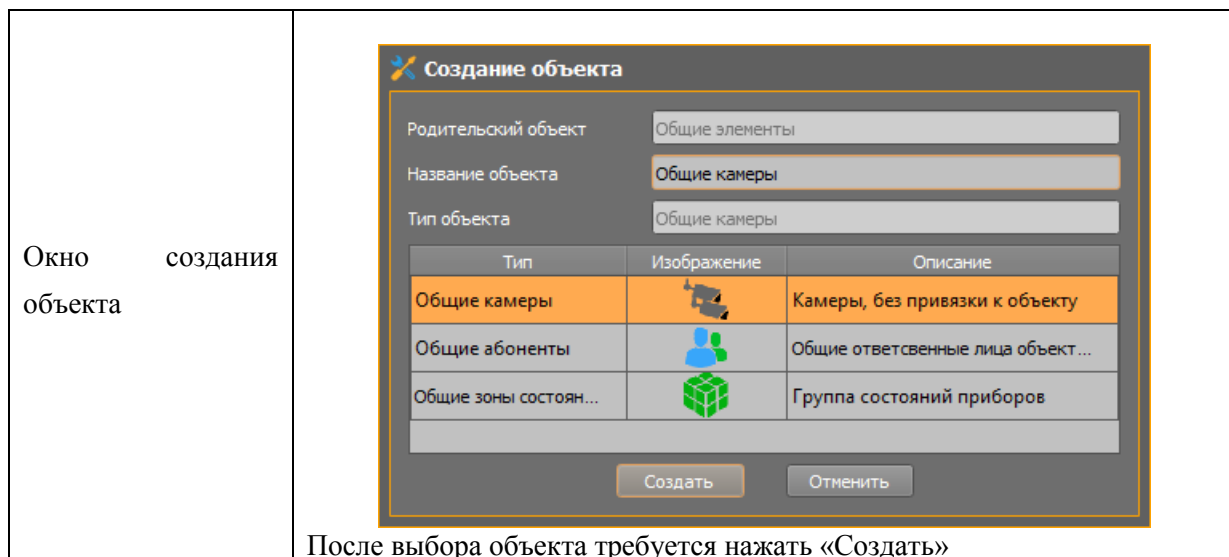 Окно создания
объекта
Создание объекта
Родительский объект Общие элементы
Название объекта Общие камеры
Тип объекта Общие камеры
Тип Изображение Описание
Общие камеры Камеры, без привязки к объекту
Общие абоненты Общие ответсвенные лица объект...
Общие зоны состоян... Группа состояний приборов
Создать Отменить
После выбора объекта требуется нажать «Создать»